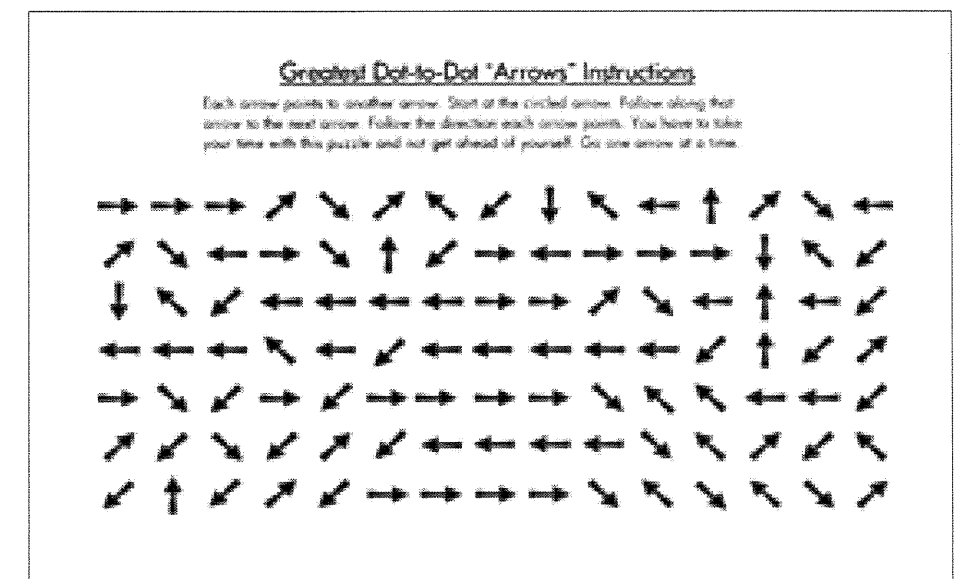 Greatest Dot-to-Dot "Arrows" Instructions
Each arrow points to another arrow. Start at the circled arrow. Follow along that
arrow to the next arrow. Follow the direction each arrow points. You have to take
your time with this puzzle and not get ahead of yourself. Go one arrow at a time.